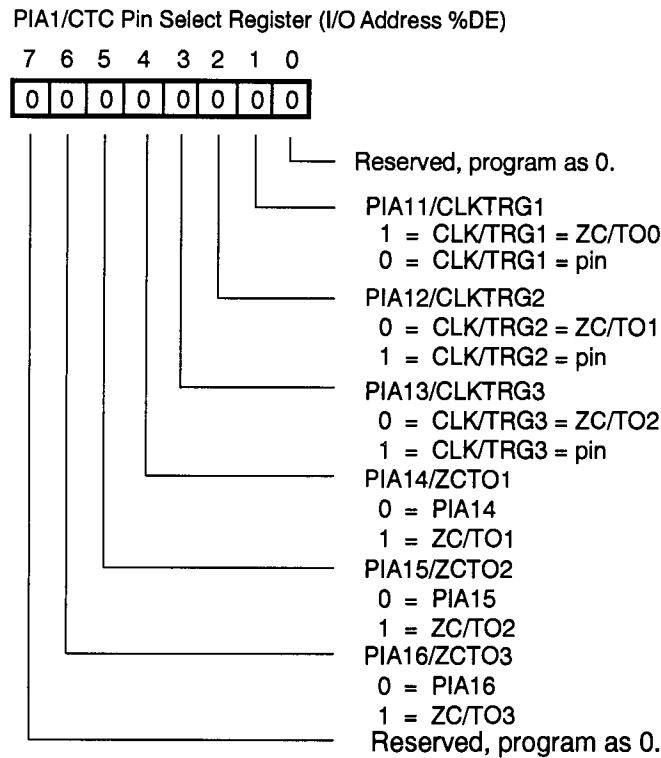 PIA1/CTC Pin Select Register (I/O Address %DE)
7 6 5 4 3 2 1 0
0 0 0 0 0 0 0 0
Reserved, program as 0.
PIA11/CLKTRG1
1 = CLK/TRG1 = ZC/TO0
0 = CLK/TRG1 = pin
PIA12/CLKTRG2
0 = CLK/TRG2 = ZC/TO1
1 = CLK/TRG2 = pin
PIA13/CLKTRG3
0 = CLK/TRG3 = ZC/TO2
1 = CLK/TRG3 = pin
PIA14/ZCTO1
0 = PIA14
1 = ZC/TO1
PIA15/ZCTO2
0 = PIA15
1 = ZC/TO2
PIA16/ZCTO3
0 = PIA16
1 = ZC/TO3
Reserved, program as 0.